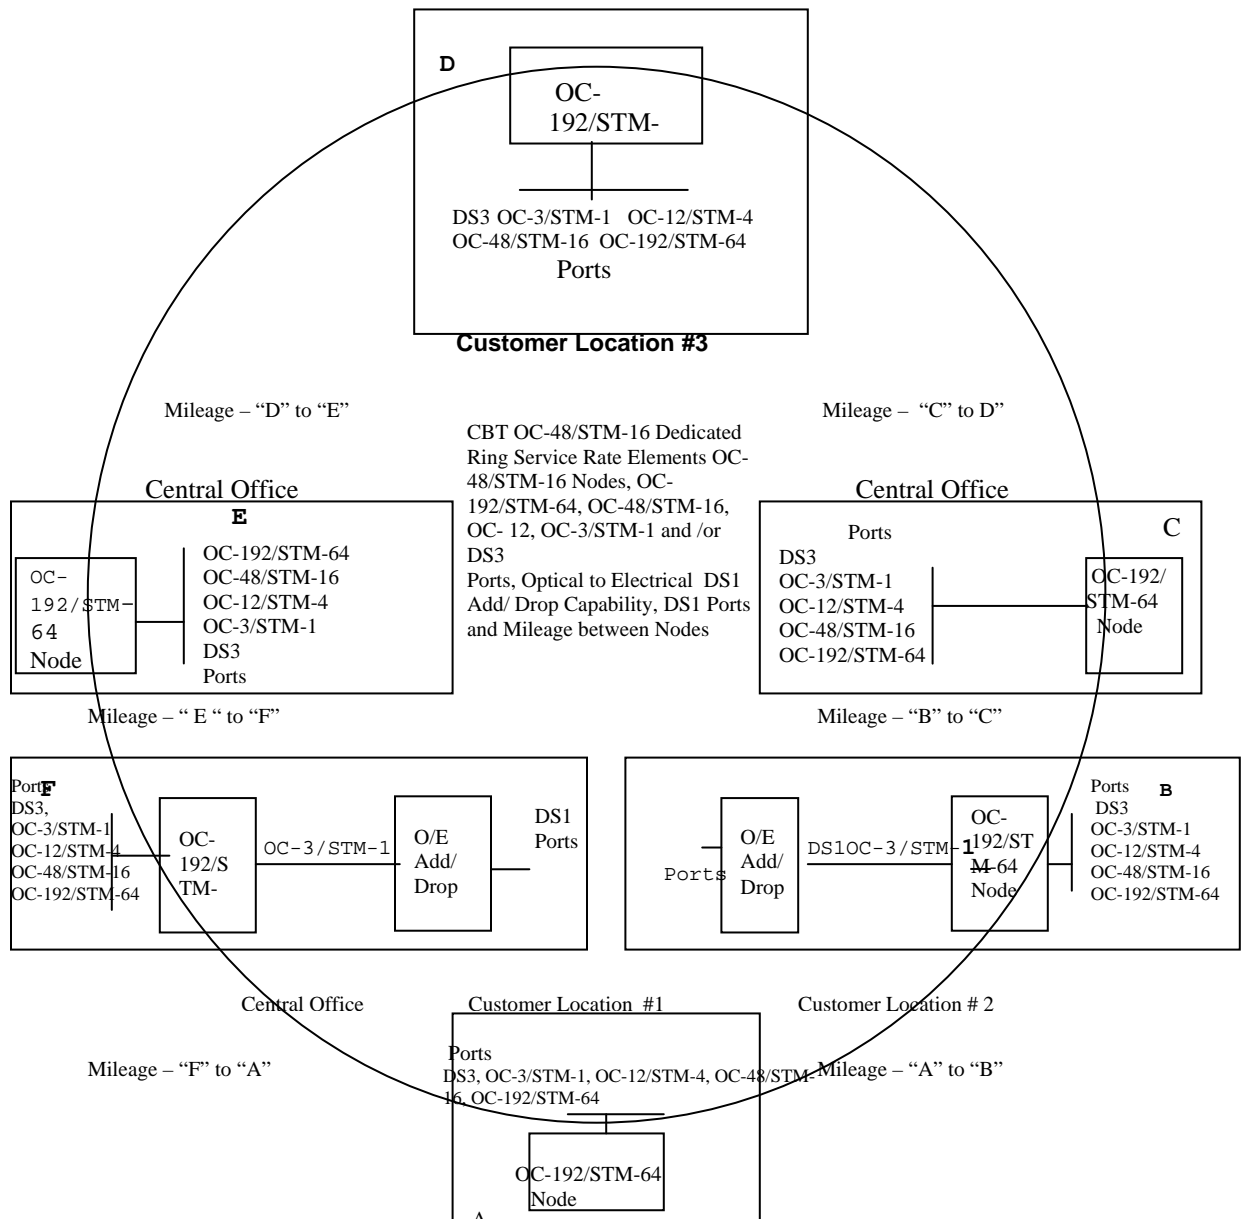 D
OC-
192/STM-
DS3 OC-3/STM-1 OC-12/STM-4
OC-48/STM-16 OC-192/STM-64
Ports
Customer Location #3
Mileage – “D” to “E”
Mileage – “C” to D”
CBT OC-48/STM-16 Dedicated
Ring Service Rate Elements OC-
48/STM-16 Nodes, OC-
192/STM-64, OC-48/STM-16,
OC- 12, OC-3/STM-1 and /or
DS3
Ports, Optical to Electrical DS1
Add/ Drop Capability, DS1 Ports
and Mileage between Nodes
Central Office
E
OC-
192/STM-
64
Node
OC-192/STM-64
OC-48/STM-16
OC-12/STM-4
OC-3/STM-1
DS3
Ports
Central Office
C
Ports
DS3
OC-3/STM-1
OC-12/STM-4
OC-48/STM-16
OC-192/STM-64
OC-192/
STM-64
Node
Mileage – “ E “ to “F”
Mileage – “B” to “C”
Ports
F
DS3,
OC-3/STM-1
OC-12/STM-4
OC-48/STM-16
OC-192/STM-64
OC-
192/S
TM-
OC-3/STM-1
O/E
Add/
Drop
DS1
Ports
Ports
O/E
Add/
Drop
DS1OC-3/STM-1
OC-
192/ST
M-64
Node
Ports
B
DS3
OC-3/STM-1
OC-12/STM-4
OC-48/STM-16
OC-192/STM-64
Central Office
Customer Location #1
Customer Location # 2
Mileage – “F” to “A”
Mileage – “A” to “B”
Ports
DS3, OC-3/STM-1, OC-12/STM-4, OC-48/STM-
16, OC-192/STM-64
OC-192/STM-64
Node
A